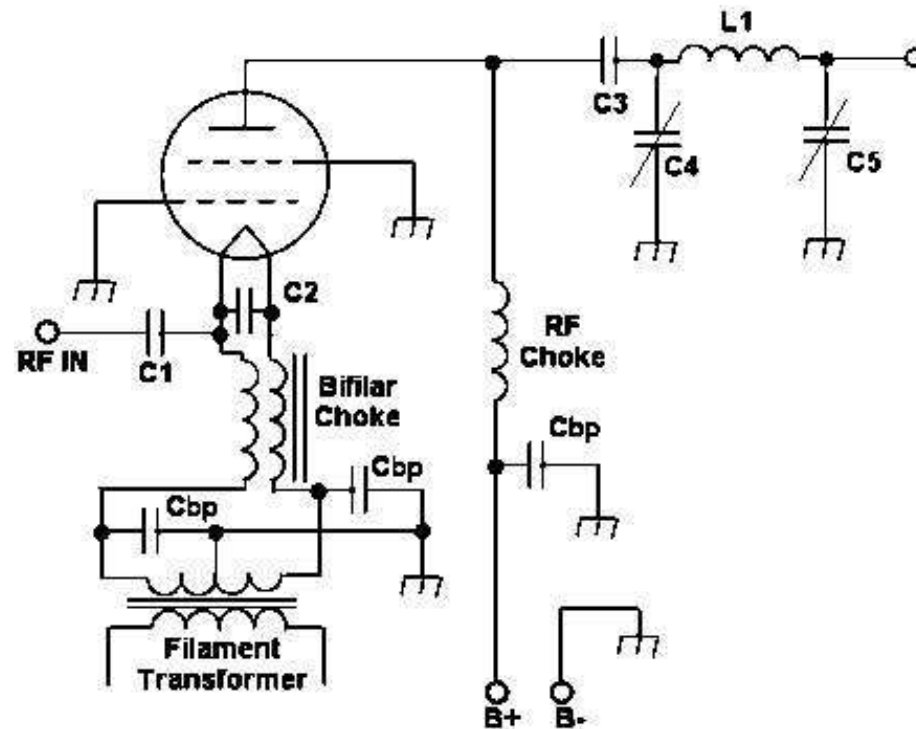 L1
C3
C4
C5
C2
RF IN
C1
RF
Choke
Bifilar
Choke
Cbp
Cbp
Cbp
Filament
Transformer
B+
B-